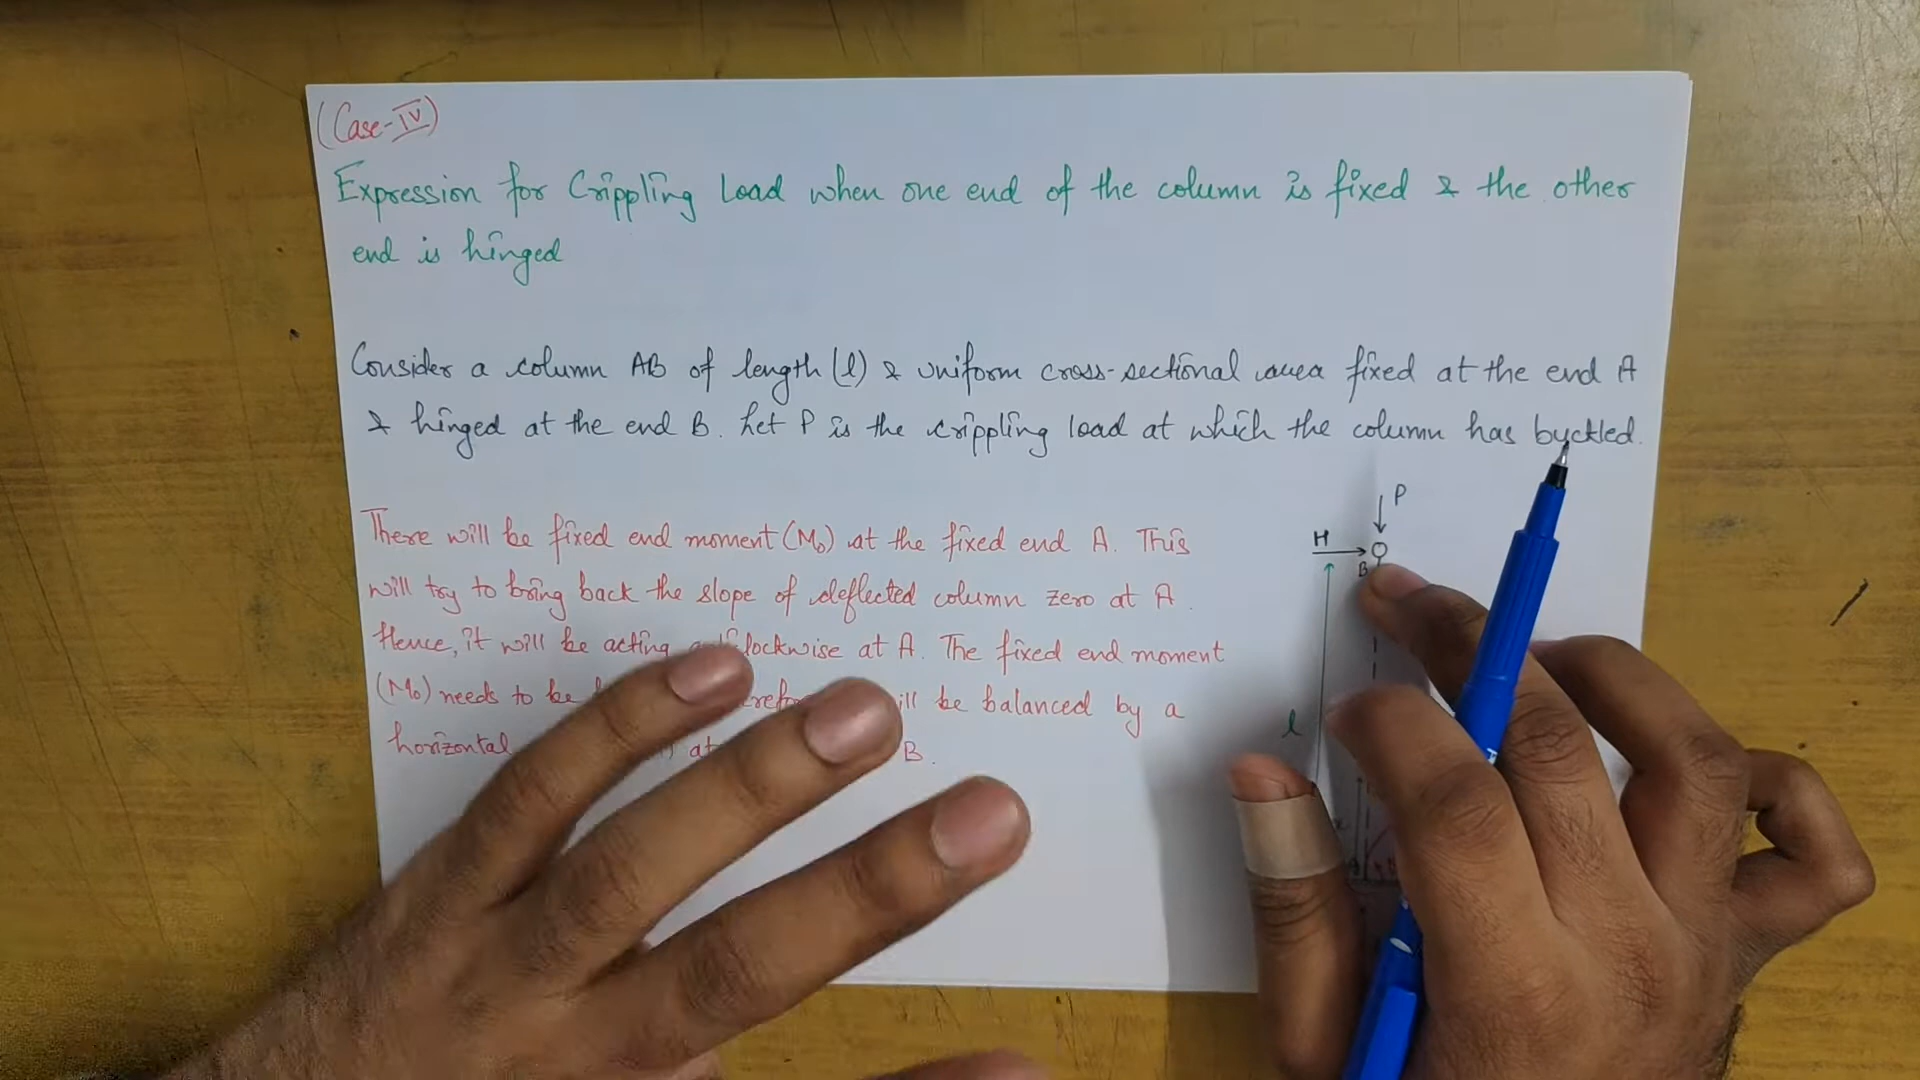 (Case-IV)
Expression for Crippling Load when one end of the column is fixed & the other
end is hinged
Consider a column AB of length (l) & uniform cross-sectional area fixed at the end A
& hinged at the end B. Let P is the crippling load at which the column has buckled.
There will be fixed end moment (M₀) at the fixed end A. This
will try to bring back the slope of deflected column zero at A.
Hence, it will be acting lockwise at A. The fixed end moment
(M₀) needs to be ill be balanced by a
horizontal at B.
P
H
B
l
x